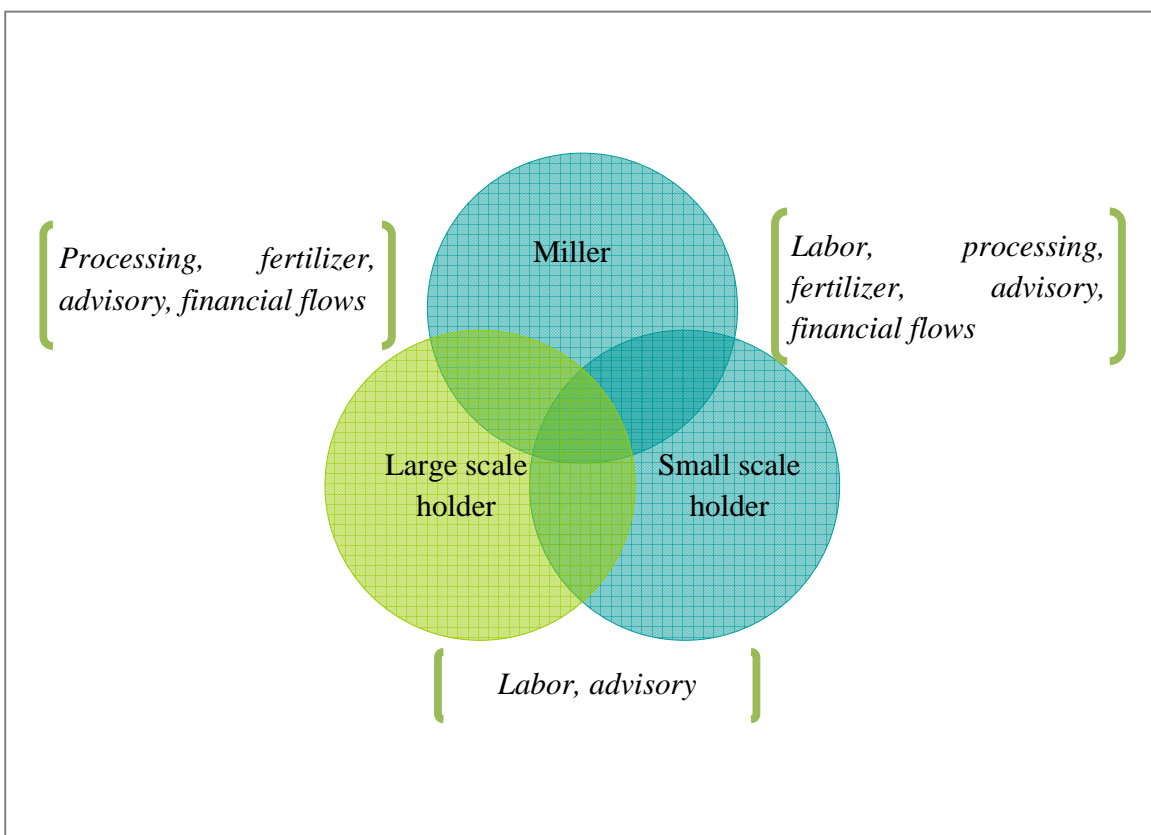 Miller
Processing, fertilizer,
advisory, financial flows
Labor, processing,
fertilizer, advisory,
financial flows
Large scale
holder
Small scale
holder
Labor, advisory